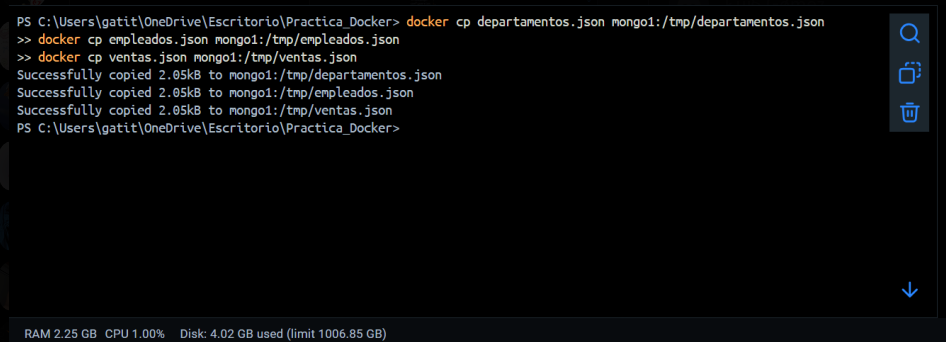 PS C:\Users\gatit\OneDrive\Escritorio\Practica_Docker> docker cp departamentos.json mongo1:/tmp/departamentos.json
>> docker cp empleados.json mongo1:/tmp/empleados.json
>> docker cp ventas.json mongo1:/tmp/ventas.json
Successfully copied 2.05kB to mongo1:/tmp/departamentos.json
Successfully copied 2.05kB to mongo1:/tmp/empleados.json
Successfully copied 2.05kB to mongo1:/tmp/ventas.json
PS C:\Users\gatit\OneDrive\Escritorio\Practica_Docker>
RAM 2.25 GB CPU 1.00% Disk: 4.02 GB used (limit 1006.85 GB)